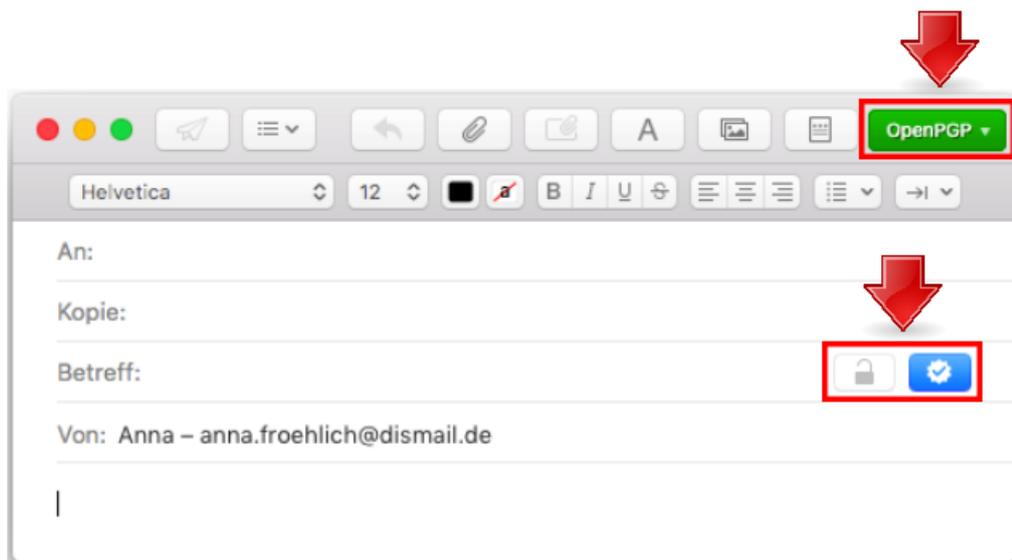 OpenPGP
Helvetica 12 a B I U S
An:
Kopie:
Betreff:
Von: Anna – anna.froehlich@dismail.de